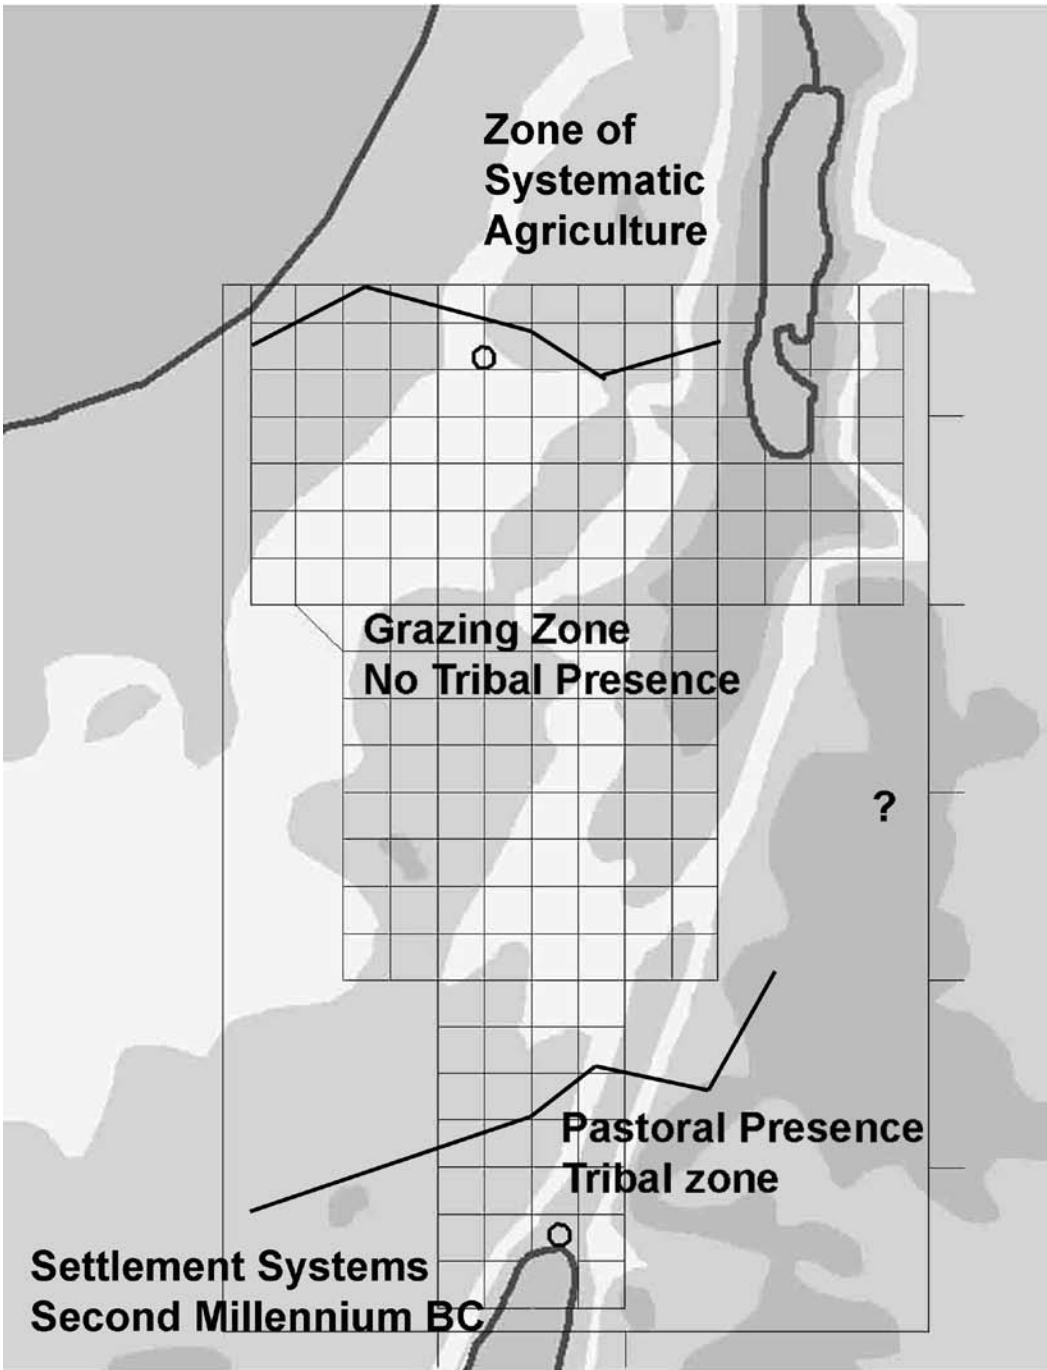 Zone of
Systematic
Agriculture
Grazing Zone
No Tribal Presence
?
Pastoral Presence
Tribal zone
Settlement Systems
Second Millennium BC